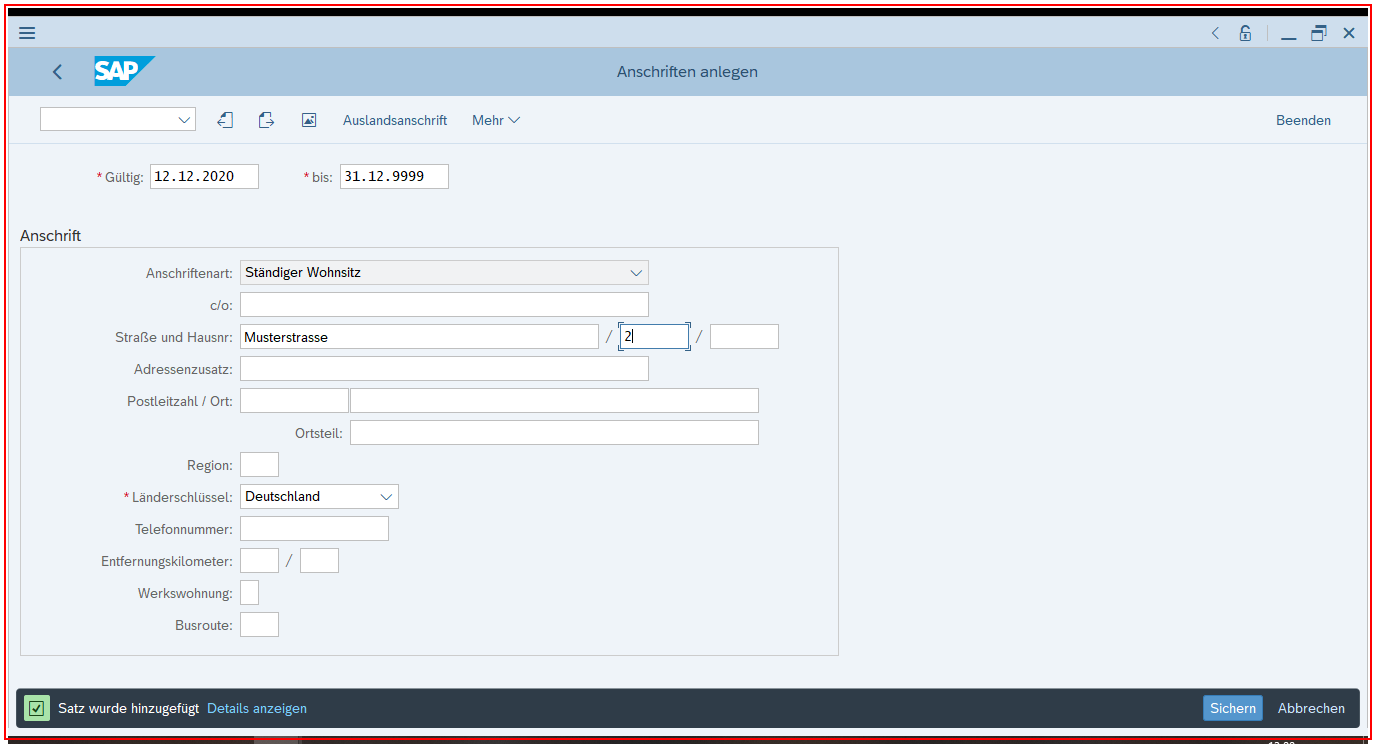 SAP
Anschriften anlegen
Auslandsanschrift Mehr Beenden
* Gültig: 12.12.2020 * bis: 31.12.9999
Anschrift
Anschriftenart: Ständiger Wohnsitz
c/o:
Straße und Hausnr: Musterstrasse / 2 /
Adressenzusatz:
Postleitzahl / Ort:
Ortsteil:
Region:
* Länderschlüssel: Deutschland
Telefonnummer:
Entfernungskilometer: /
Werkswohnung:
Busroute:
Satz wurde hinzugefügt Details anzeigen Sichern Abbrechen